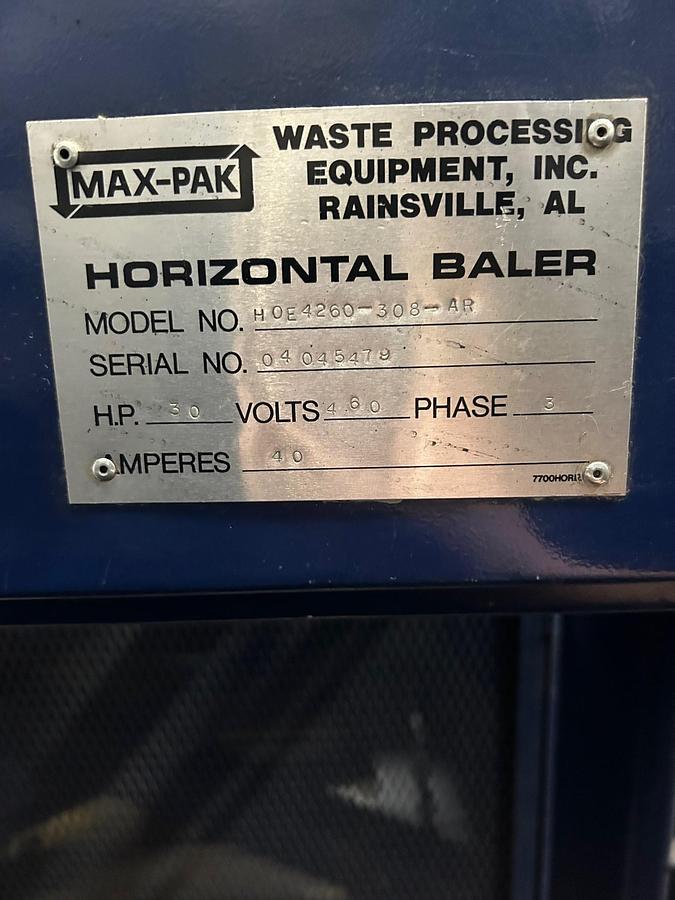 MAX-PAK
WASTE PROCESSING
EQUIPMENT, INC.
RAINSVILLE, AL
HORIZONTAL BALER
MODEL NO. HOE4260-308-AR
SERIAL NO. 04045479
H.P. 30 VOLTS 460 PHASE 3
AMPERES 40